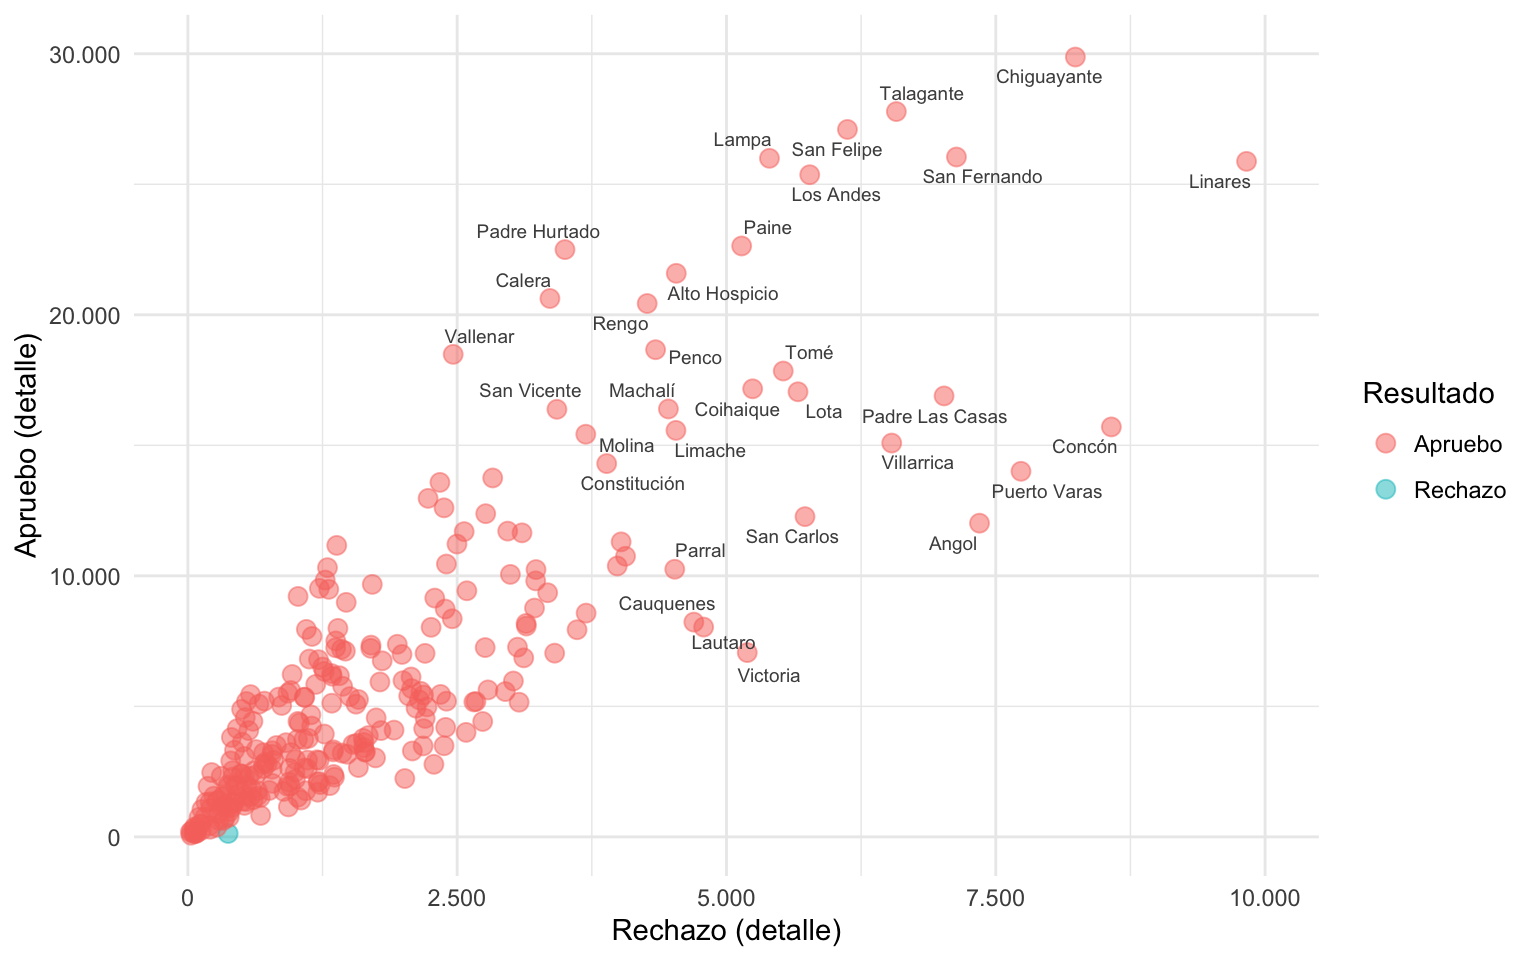 30.000
20.000
10.000
0
Apruebo (detalle)
Chiguayante
Talagante
Lampa
San Felipe
San Fernando
Linares
Los Andes
Padre Hurtado
Paine
Calera
Alto Hospicio
Rengo
Vallenar
Penco
Tomé
San Vicente
Machalí
Coihaique
Lota
Padre Las Casas
Molina
Limache
Concón
Villarrica
Constitución
Puerto Varas
San Carlos
Angol
Parral
Cauquenes
Lautaro
Victoria
0
2.500
5.000
7.500
10.000
Rechazo (detalle)
Resultado
Apruebo
Rechazo